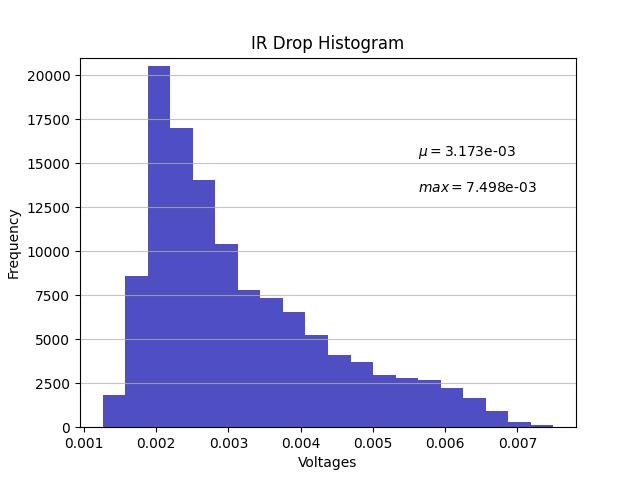 IR Drop Histogram
20000
17500
15000
12500
10000
7500
5000
2500
0
Frequency
μ = 3.173e-03
max = 7.498e-03
0.001 0.002 0.003 0.004 0.005 0.006 0.007
Voltages